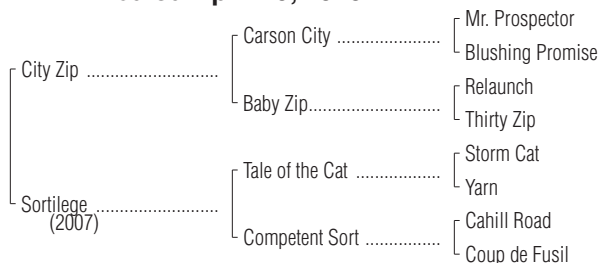 Mr. Prospector
Carson City ......................
Blushing Promise
City Zip ............................
Relaunch
Baby Zip............................
Thirty Zip
Storm Cat
Tale of the Cat ..................
Yarn
Sortilege ..........................
Cahill Road
(2007)
Competent Sort ................
Coup de Fusil